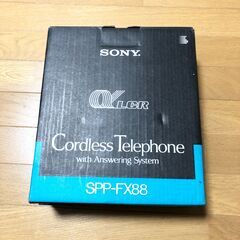 SONY
α LCR
Cordless Telephone
with Answering System
SPP-FX88